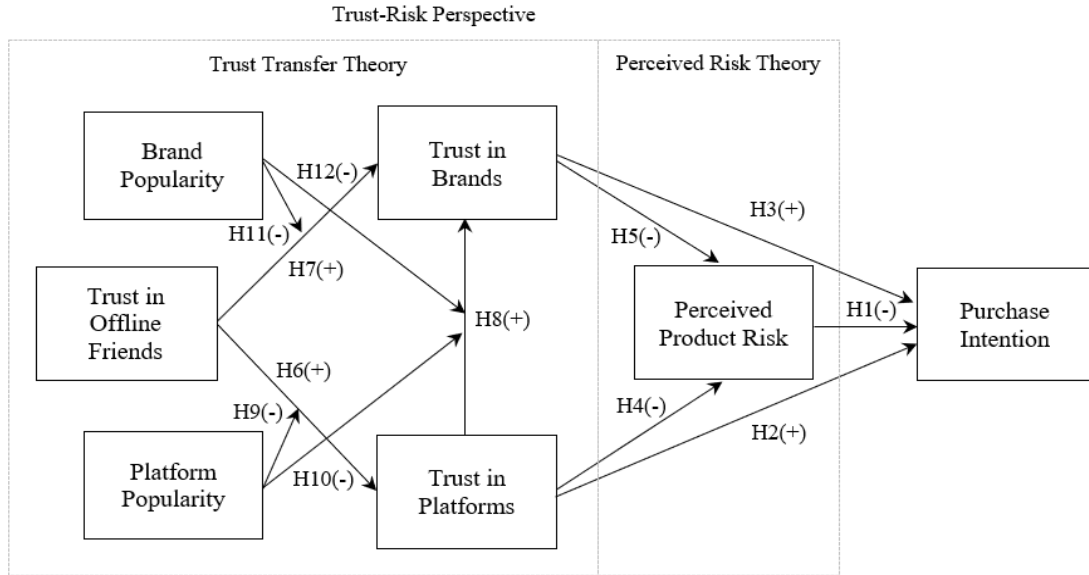 Trust-Risk Perspective
Trust Transfer Theory
Perceived Risk Theory
Brand
Popularity
Trust in
Brands
H12(-)
H11(-)
H7(+)
H3(+)
H5(-)
Trust in
Offline
Friends
H8(+)
Perceived
Product Risk
H1(-)
Purchase
Intention
H6(+)
H9(-)
H4(-)
H2(+)
Platform
Popularity
H10(-)
Trust in
Platforms